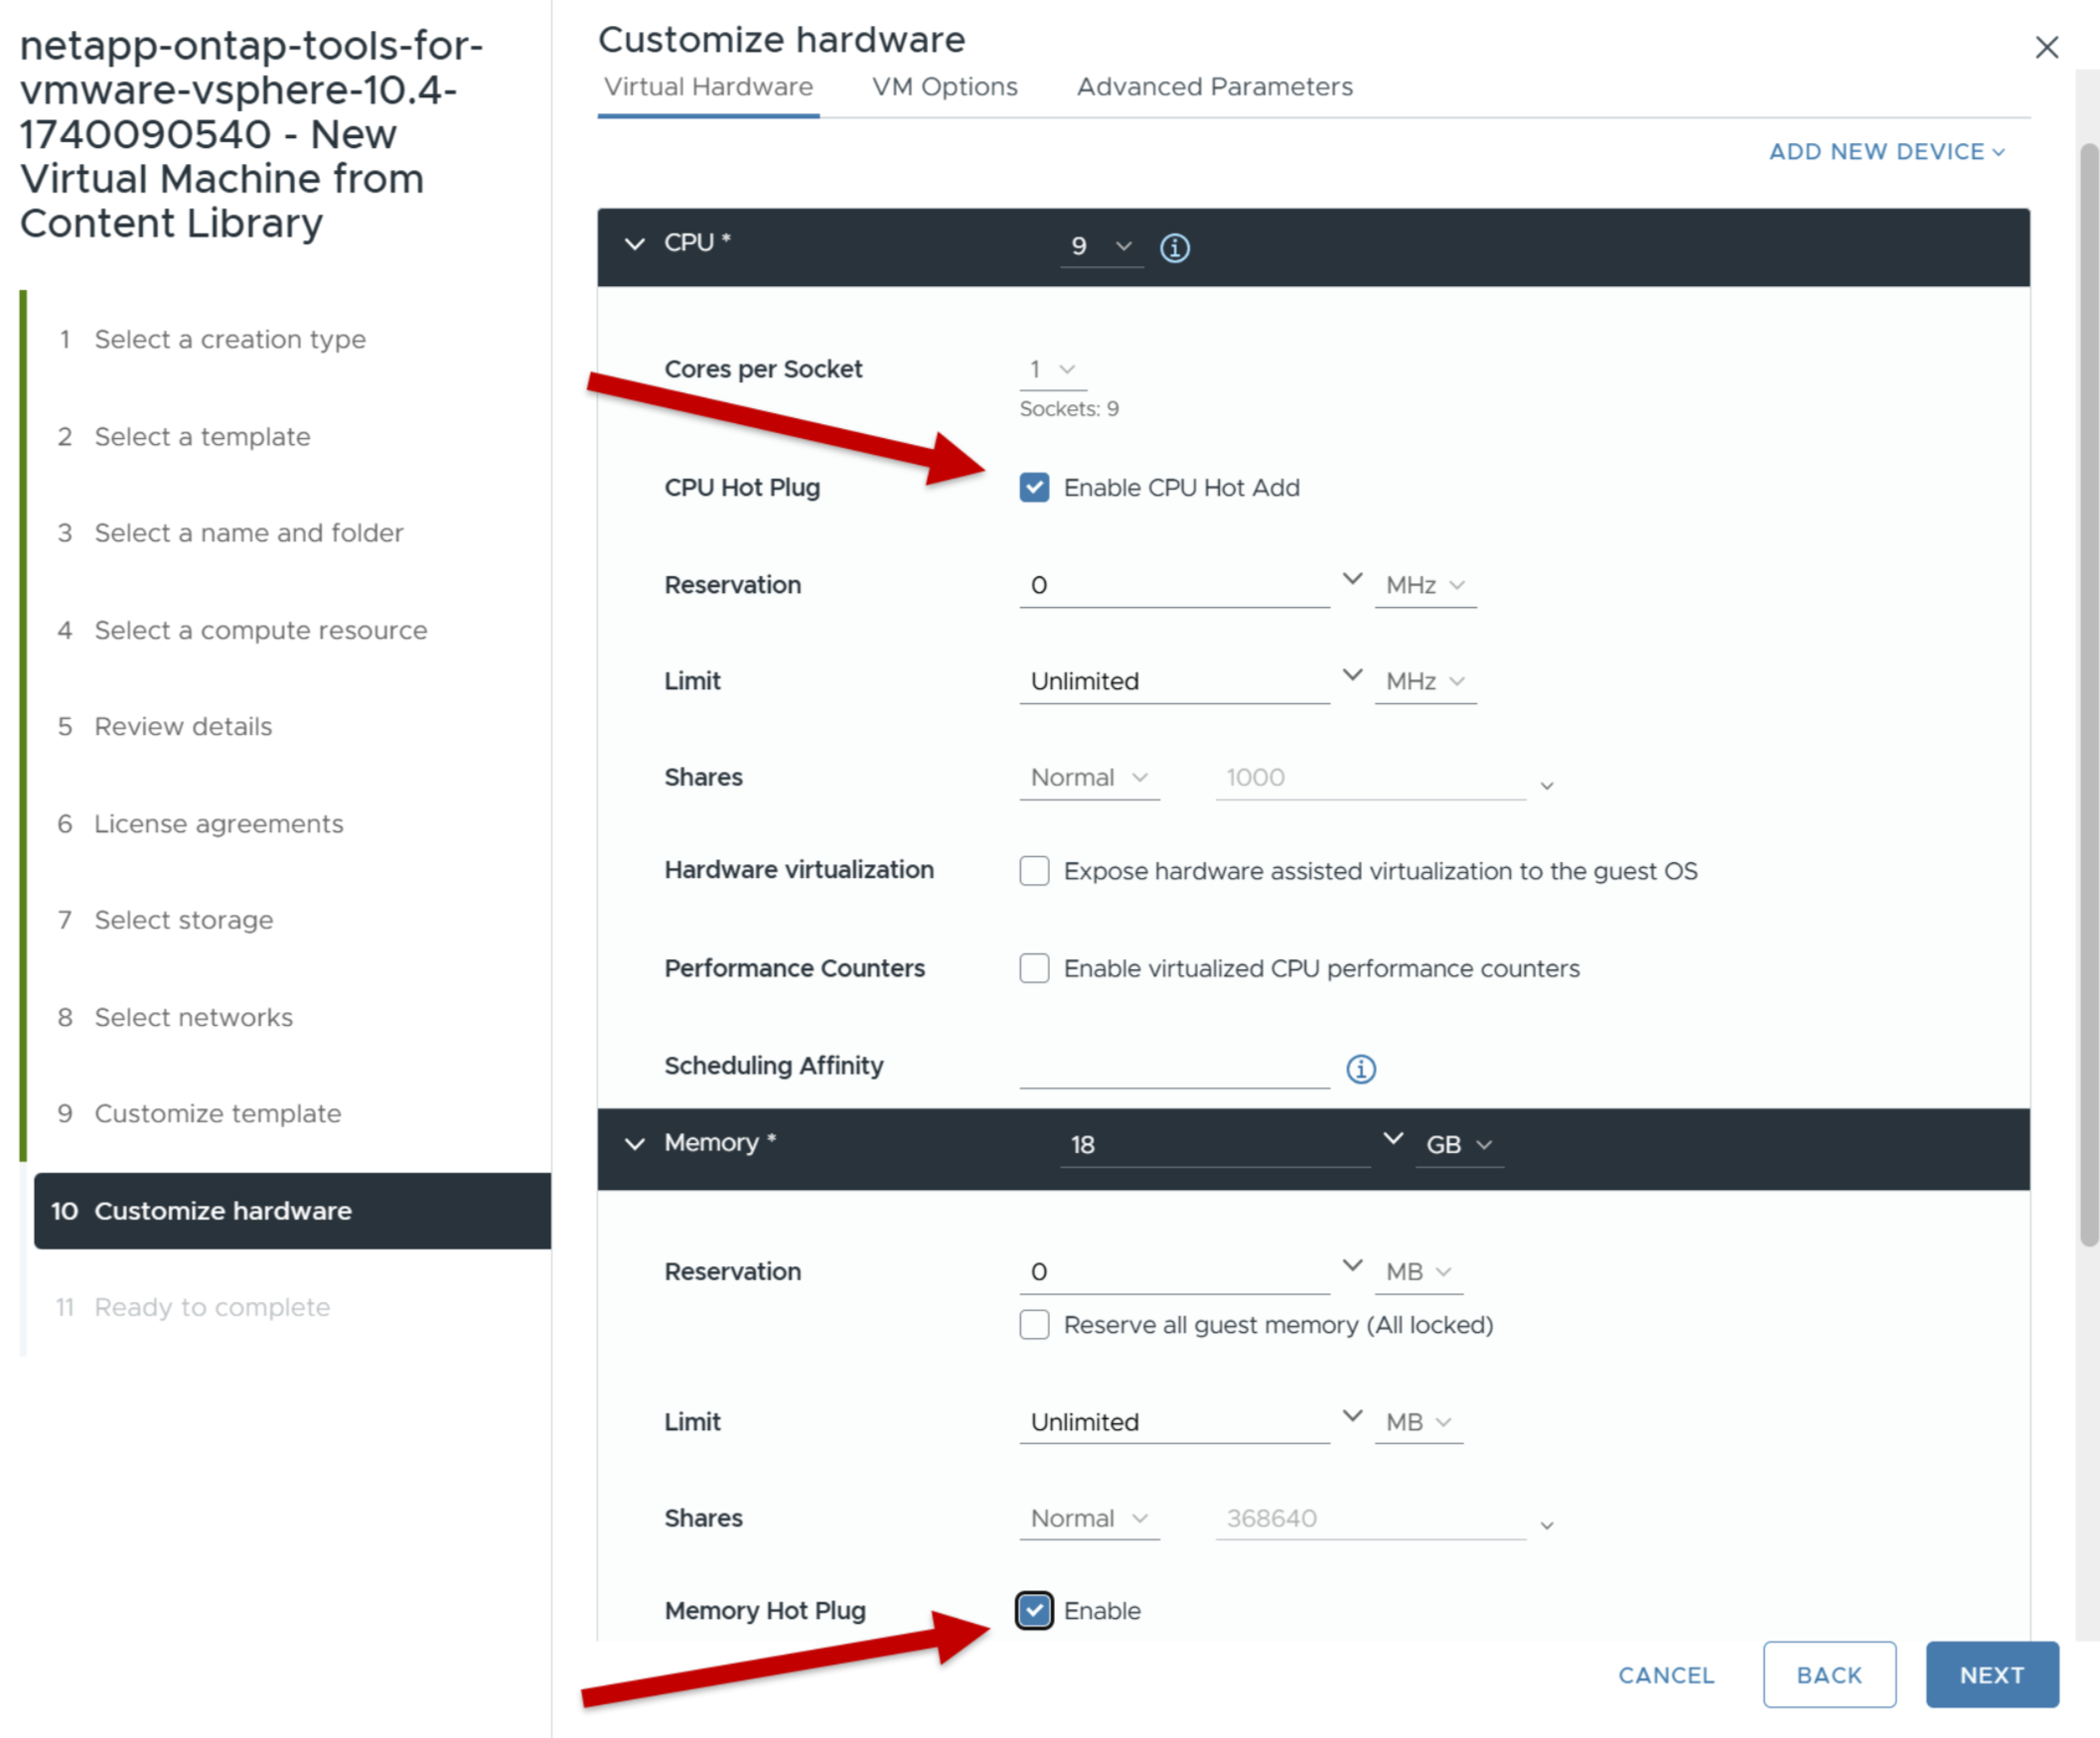 netapp-ontap-tools-for-
vmware-vsphere-10.4-
1740090540 - New
Virtual Machine from
Content Library
1 Select a creation type
2 Select a template
3 Select a name and folder
4 Select a compute resource
5 Review details
6 License agreements
7 Select storage
8 Select networks
9 Customize template
10 Customize hardware
11 Ready to complete
Customize hardware
Virtual Hardware VM Options Advanced Parameters
ADD NEW DEVICE
CPU * 9
Cores per Socket 1
Sockets: 9
CPU Hot Plug Enable CPU Hot Add
Reservation 0 MHz
Limit Unlimited MHz
Shares Normal 1000
Hardware virtualization Expose hardware assisted virtualization to the guest OS
Performance Counters Enable virtualized CPU performance counters
Scheduling Affinity
Memory * 18 GB
Reservation 0 MB
Reserve all guest memory (All locked)
Limit Unlimited MB
Shares Normal 368640
Memory Hot Plug Enable
CANCEL BACK NEXT